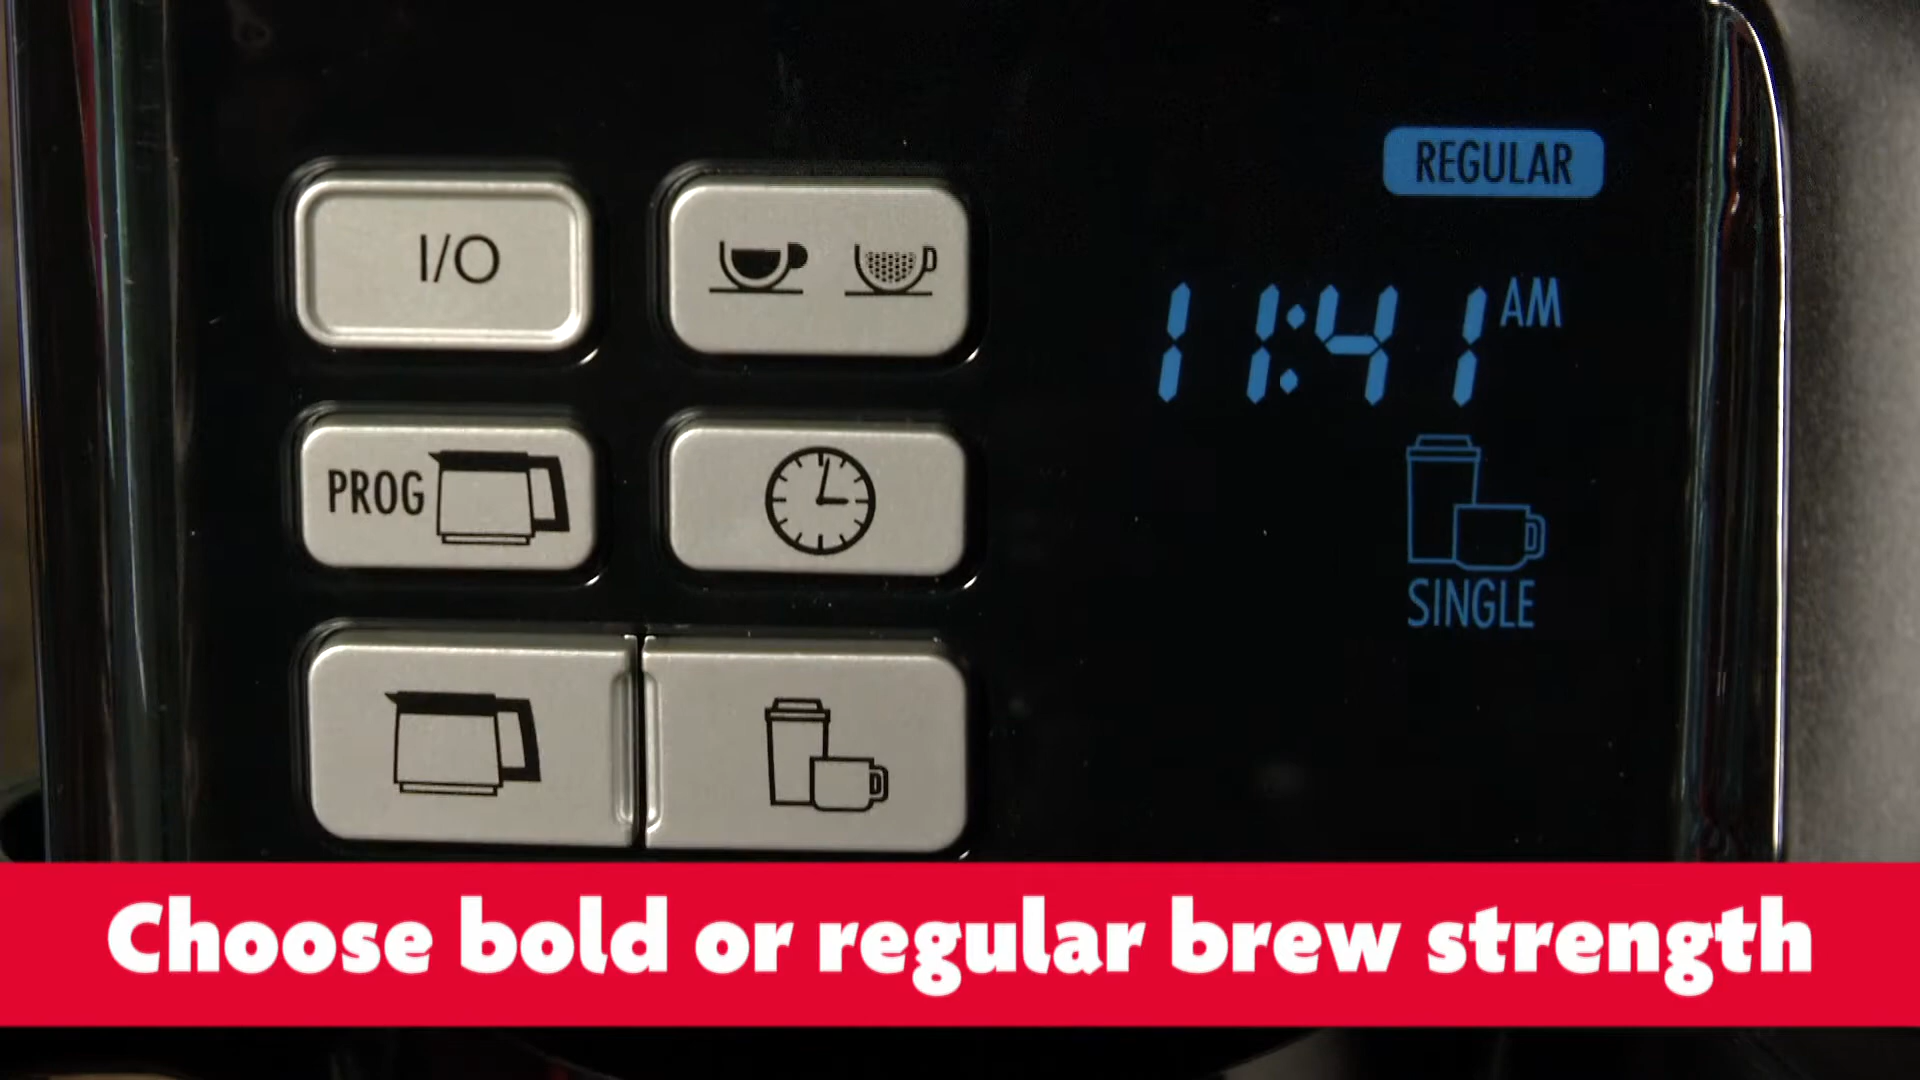 REGULAR
I/O
11:41 AM
PROG
SINGLE
Choose bold or regular brew strength